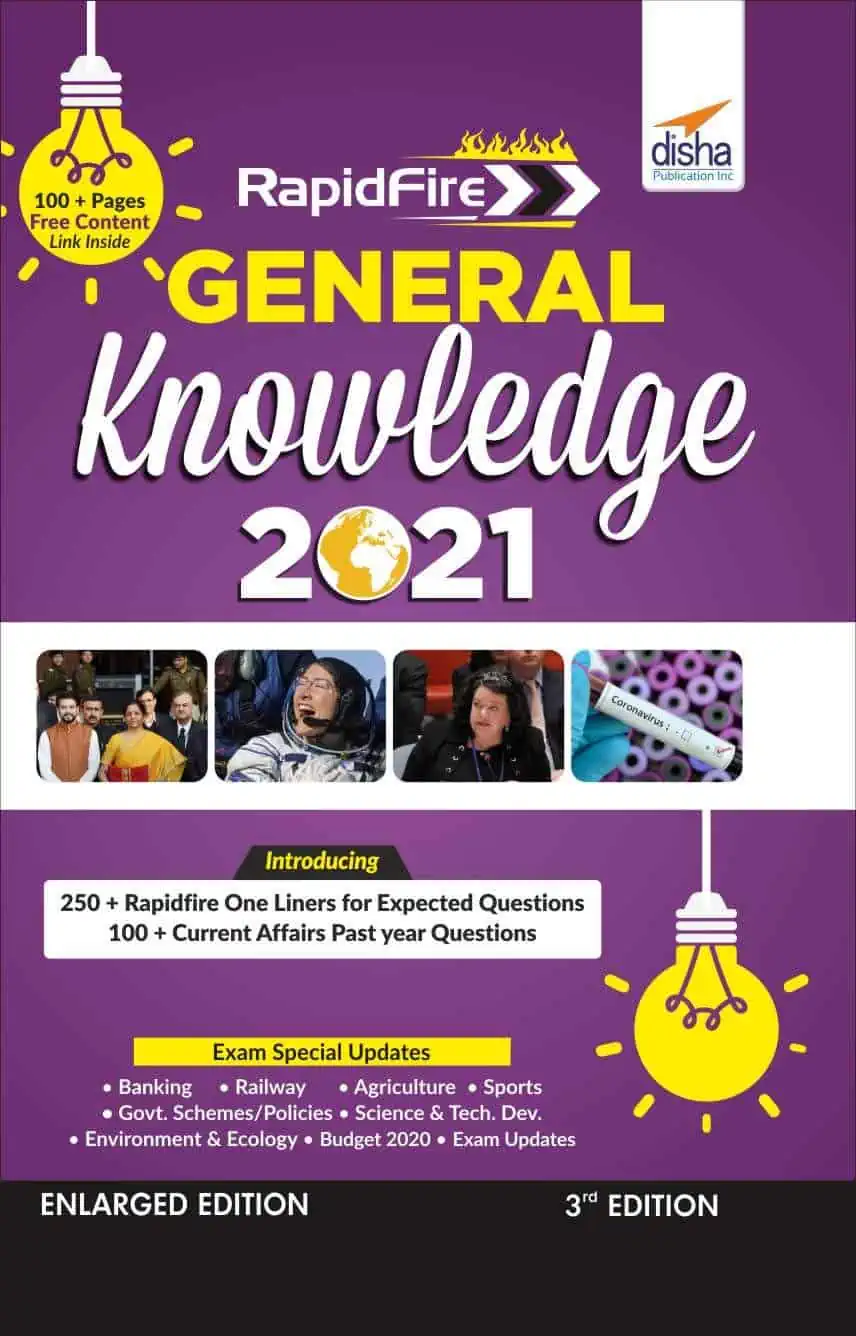 100 + Pages
Free Content
Link Inside
disha
Publication Inc
RapidFire
GENERAL
Knowledge
2021
Coronavirus :
Introducing
250 + Rapidfire One Liners for Expected Questions
100 + Current Affairs Past year Questions
Exam Special Updates
• Banking • Railway • Agriculture • Sports
• Govt. Schemes/Policies • Science & Tech. Dev.
• Environment & Ecology • Budget 2020 • Exam Updates
ENLARGED EDITION
3rd EDITION